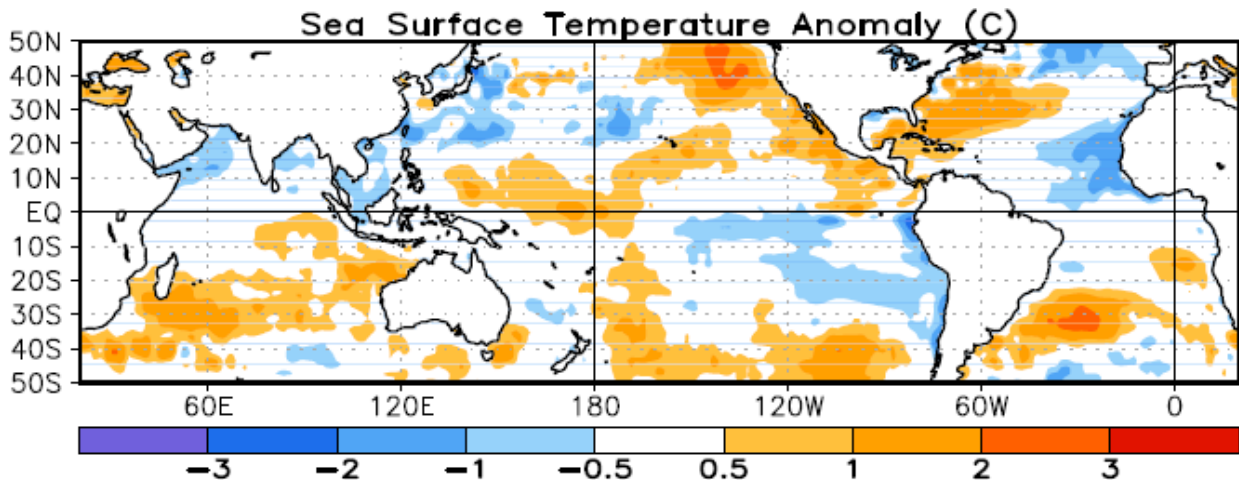 Sea Surface Temperature Anomaly (C)
50N
40N
30N
20N
10N
EQ
10S
20S
30S
40S
50S
60E 120E 180 120W 60W 0
-3 -2 -1 -0.5 0.5 1 2 3